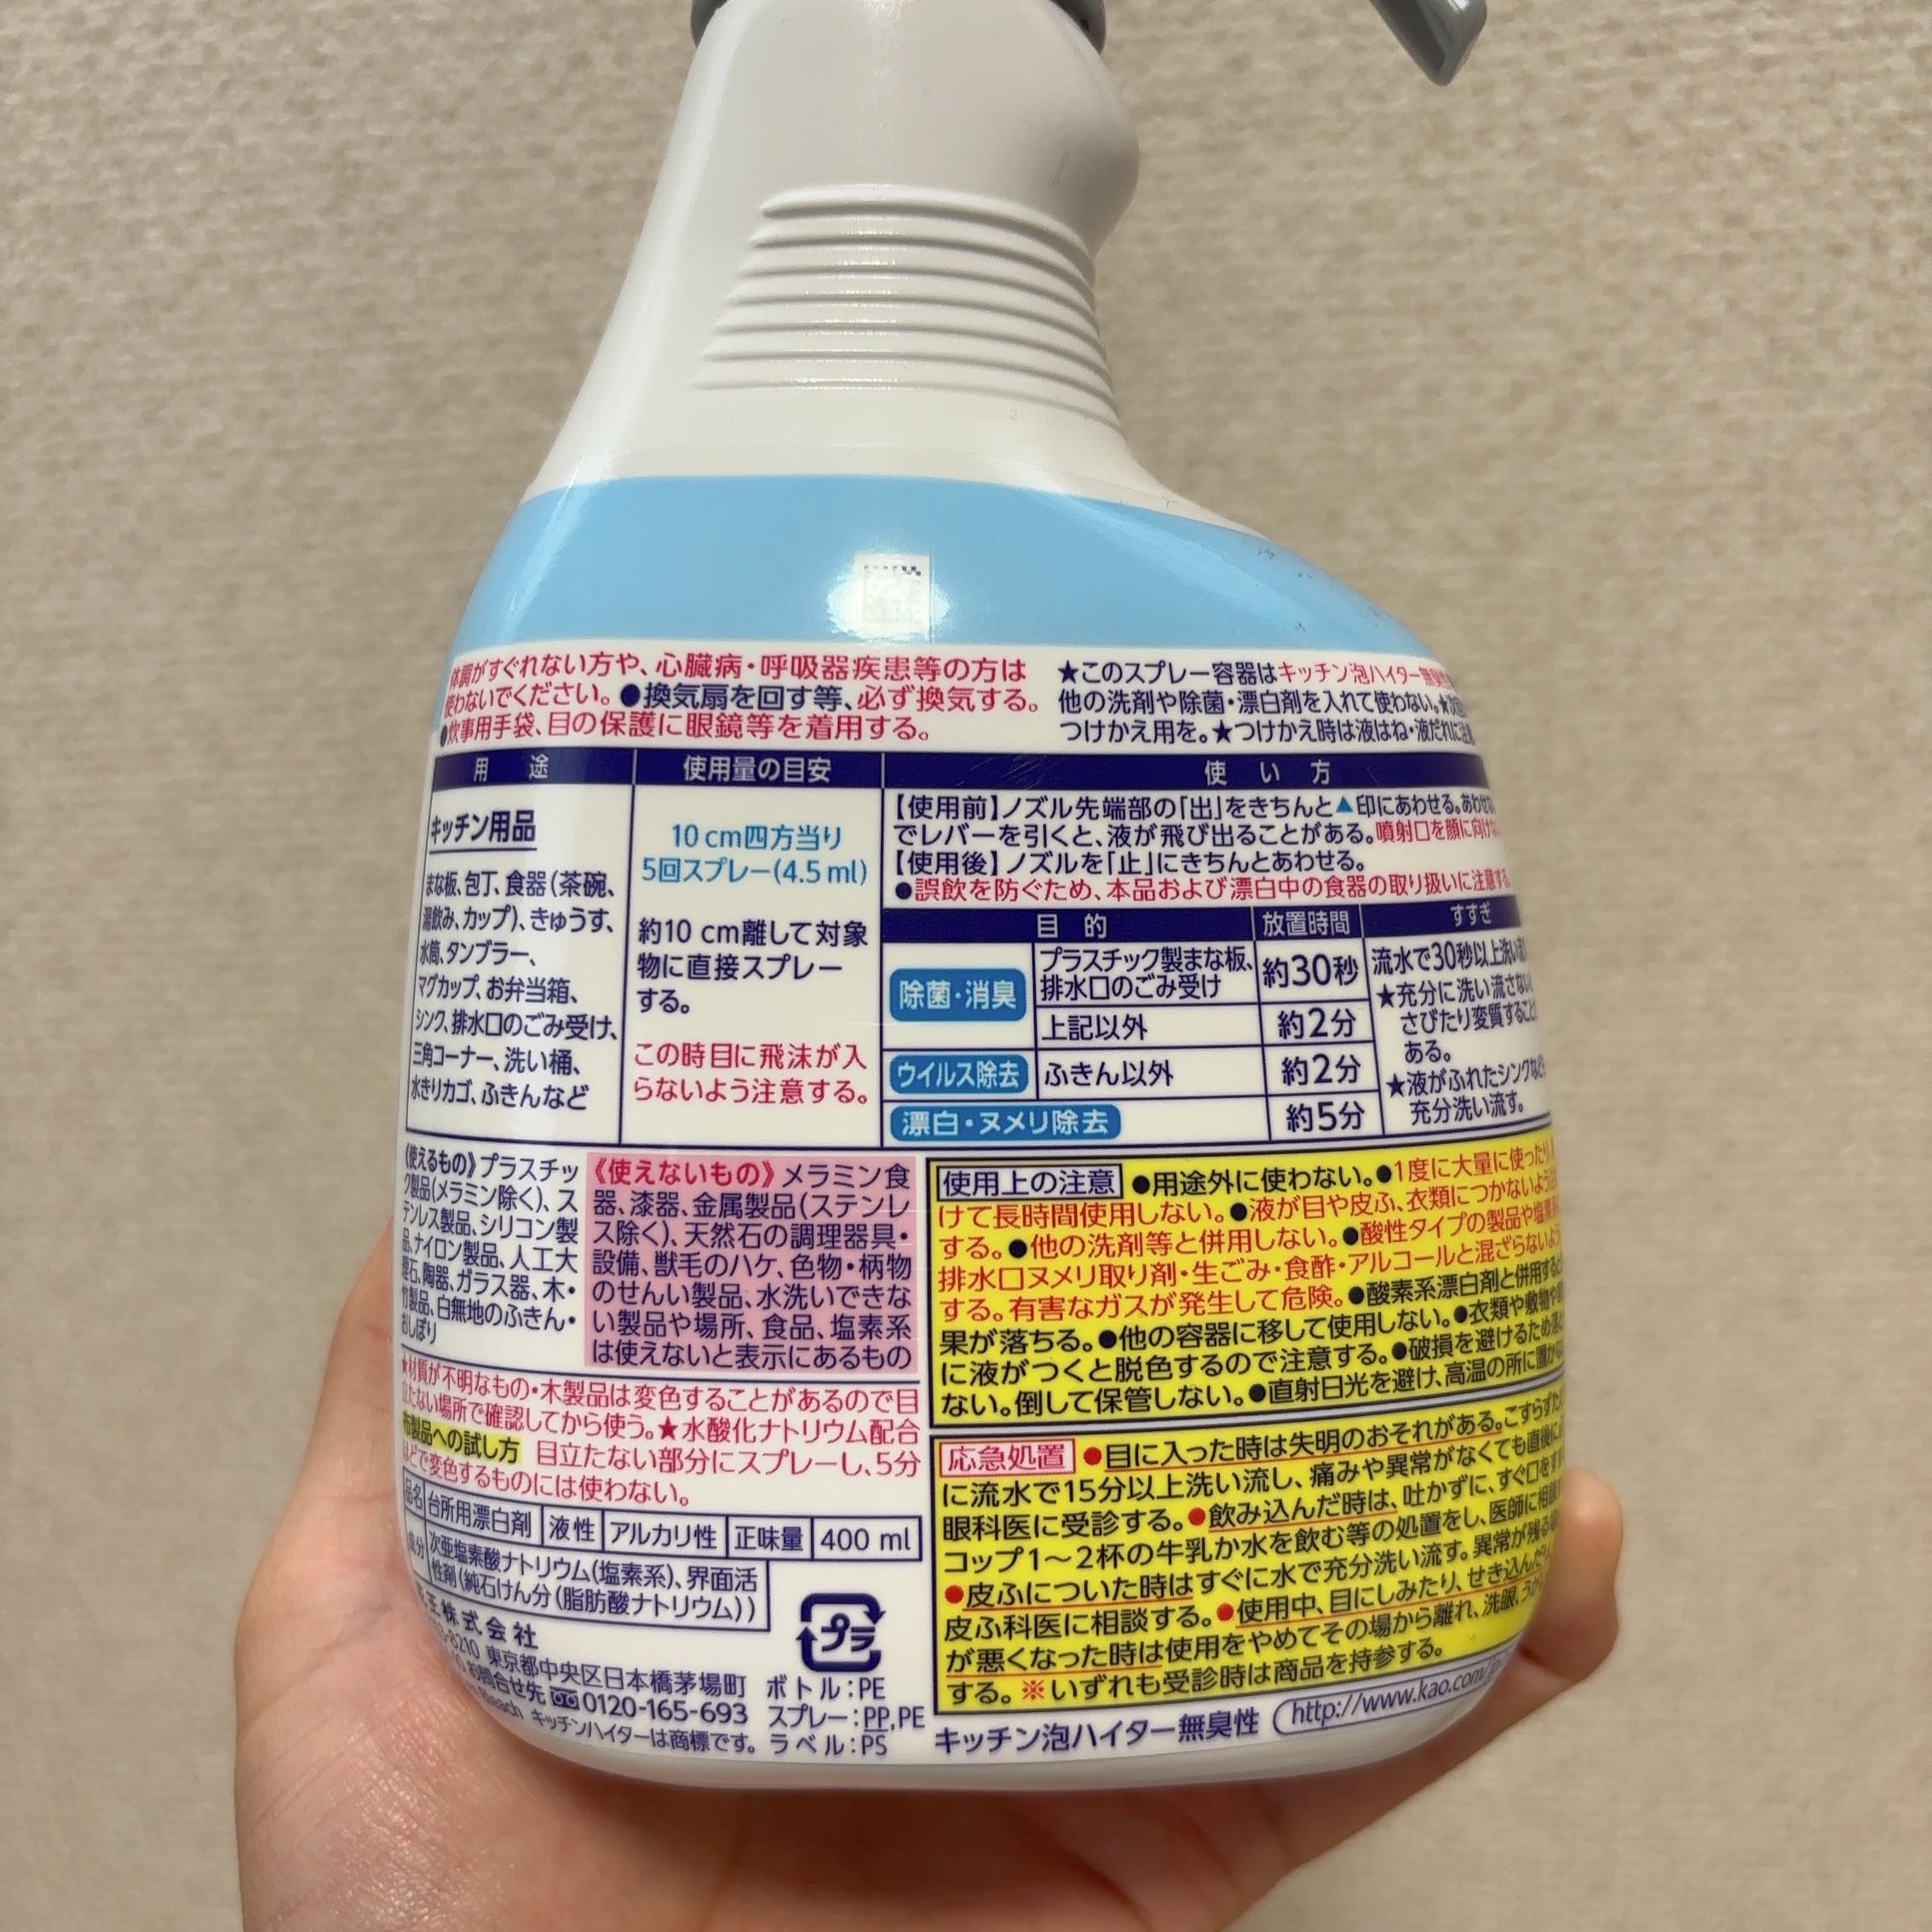 体調がすぐれない方や、心臓病・呼吸器疾患等の方は
使わないでください。●換気扇を回す等、必ず換気する。
●炊事用手袋、目の保護に眼鏡等を着用する。
★このスプレー容器はキッチン泡ハイター無臭
他の洗剤や除菌・漂白剤を入れて使わない。★
つけかえ用を。★つけかえ時は液はね・液だれに注意
用途
使用量の目安
使い方
キッチン用品
まな板、包丁、食器(茶碗、
湯飲み、カップ)、きゅうす、
水筒、タンブラー、
マグカップ、お弁当箱、
シンク、排水口のごみ受け、
三角コーナー、洗い桶、
水きりカゴ、ふきんなど
10 cm四方当り
5回スプレー(4.5 ml)
約10 cm離して対象
物に直接スプレー
する。
この時目に飛沫が入
らないよう注意する。
【使用前】ノズル先端部の「出」をきちんと▲印にあわせる。あわせ
でレバーを引くと、液が飛び出ることがある。噴射口を顔に向け
【使用後】ノズルを「止」にきちんとあわせる。
●誤飲を防ぐため、本品および漂白中の食器の取り扱いに注意する。
目的
放置時間
すすぎ
除菌・消臭
プラスチック製まな板、
排水口のごみ受け
約30秒
上記以外
約2分
ウイルス除去
ふきん以外
約2分
漂白・ヌメリ除去
約5分
流水で30秒以上洗い流
★充分に洗い流さない
さびたり変質すること
ある。
★液がふれたシンクなど
充分洗い流す。
《使えるもの》プラスチッ
ク製品(メラミン除く)、ス
テンレス製品、シリコン製
品、ナイロン製品、人工大
理石、陶器、ガラス器、木・
竹製品、白無地のふきん・
おしぼり
《使えないもの》メラミン食
器、漆器、金属製品(ステンレ
ス除く)、天然石の調理器具・
設備、獣毛のハケ、色物・柄物
のせんい製品、水洗いできな
い製品や場所、食品、塩素系
は使えないと表示にあるもの
★材質が不明なもの・木製品は変色することがあるので目
立たない場所で確認してから使う。★水酸化ナトリウム配合
布製品への試し方 目立たない部分にスプレーし、5分
ほどで変色するものには使わない。
品名 台所用漂白剤 液性 アルカリ性 正味量 400 ml
成分 次亜塩素酸ナトリウム(塩素系)、界面活
性剤(純石けん分(脂肪酸ナトリウム))
王株式会社
3-8210 東京都中央区日本橋茅場町
お問合せ先 0120-165-693
Bleach キッチンハイターは商標です。
プラ
ボトル:PE
スプレー:PP,PE
ラベル:PS
使用上の注意 ●用途外に使わない。●1度に大量に使ったり、
けて長時間使用しない。●液が目や皮ふ、衣類につかないよう
する。●他の洗剤等と併用しない。●酸性タイプの製品や塩素系
排水口ヌメリ取り剤・生ごみ・食酢・アルコールと混ざらないよう
する。有害なガスが発生して危険。●酸素系漂白剤と併用すると
果が落ちる。●他の容器に移して使用しない。●衣類や敷物や
に液がつくと脱色するので注意する。●破損を避けるため
ない。倒して保管しない。●直射日光を避け、高温の所に置か
応急処置 ●目に入った時は失明のおそれがある。こすらずただ
に流水で15分以上洗い流し、痛みや異常がなくても直後に
眼科医に受診する。●飲み込んだ時は、吐かずに、すぐ口をす
コップ1〜2杯の牛乳か水を飲む等の処置をし、医師に相談
●皮ふについた時はすぐに水で充分洗い流す。異常が残る
皮ふ科医に相談する。●使用中、目にしみたり、せき込んだり
が悪くなった時は使用をやめてその場から離れ、洗眼、うがい
する。※いずれも受診時は商品を持参する。
キッチン泡ハイター無臭性 http://www.kao.com/jp